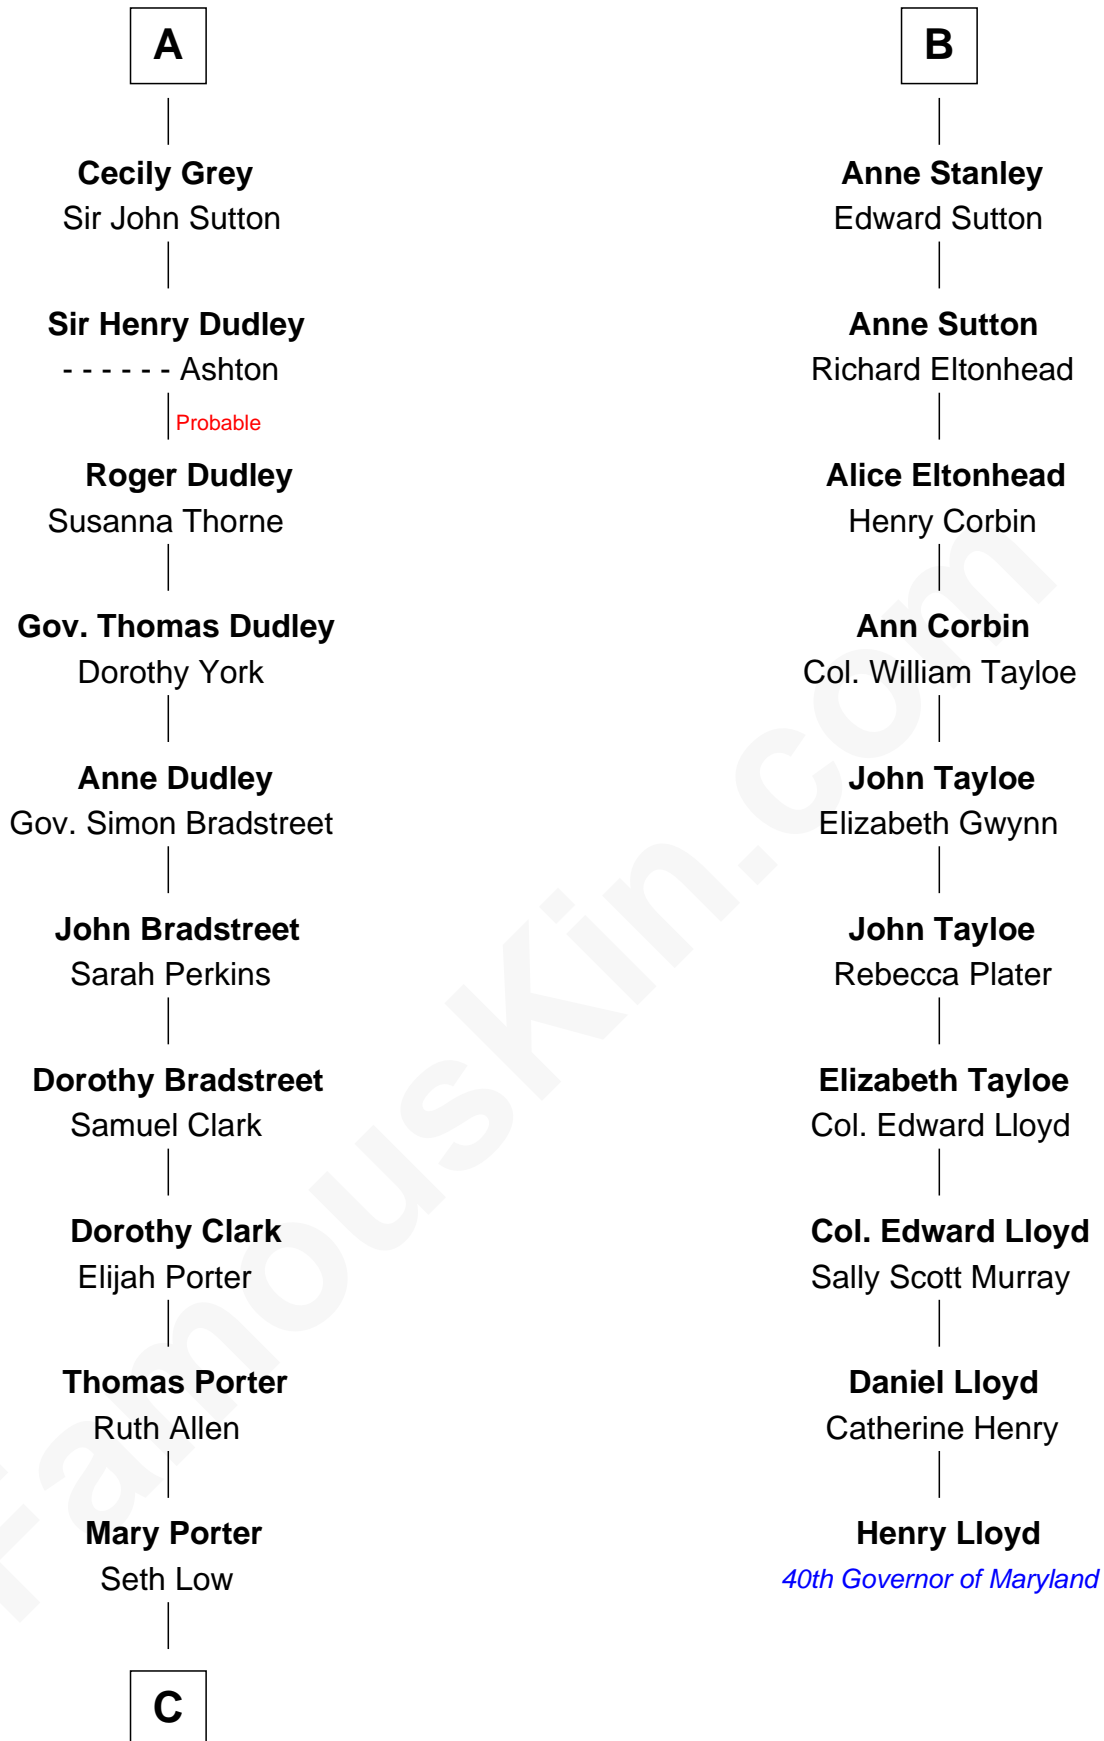 A
Cecily Grey
Sir John Sutton
Sir Henry Dudley
- - - - - - Ashton
Probable
Roger Dudley
Susanna Thorne
Gov. Thomas Dudley
Dorothy York
Anne Dudley
Gov. Simon Bradstreet
John Bradstreet
Sarah Perkins
Dorothy Bradstreet
Samuel Clark
Dorothy Clark
Elijah Porter
Thomas Porter
Ruth Allen
Mary Porter
Seth Low
C
B
Anne Stanley
Edward Sutton
Anne Sutton
Richard Eltonhead
Alice Eltonhead
Henry Corbin
Ann Corbin
Col. William Tayloe
John Tayloe
Elizabeth Gwynn
John Tayloe
Rebecca Plater
Elizabeth Tayloe
Col. Edward Lloyd
Col. Edward Lloyd
Sally Scott Murray
Daniel Lloyd
Catherine Henry
Henry Lloyd
40th Governor of Maryland
FamousKin.com